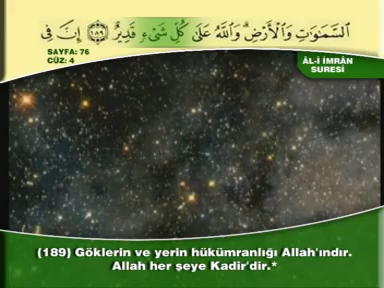 السَّمٰوَاتِ وَالْأَرْضِ ۗ وَاللّٰهُ عَلٰى كُلِّ شَيْءٍ قَدِيرٌ ﴿١٨٩﴾ إِنَّ فِي
SAYFA: 76
CÜZ: 4
ÂL-İ İMRÂN
SURESİ
(189) Göklerin ve yerin hükümranlığı Allah'ındır.
Allah her şeye Kadir'dir.*